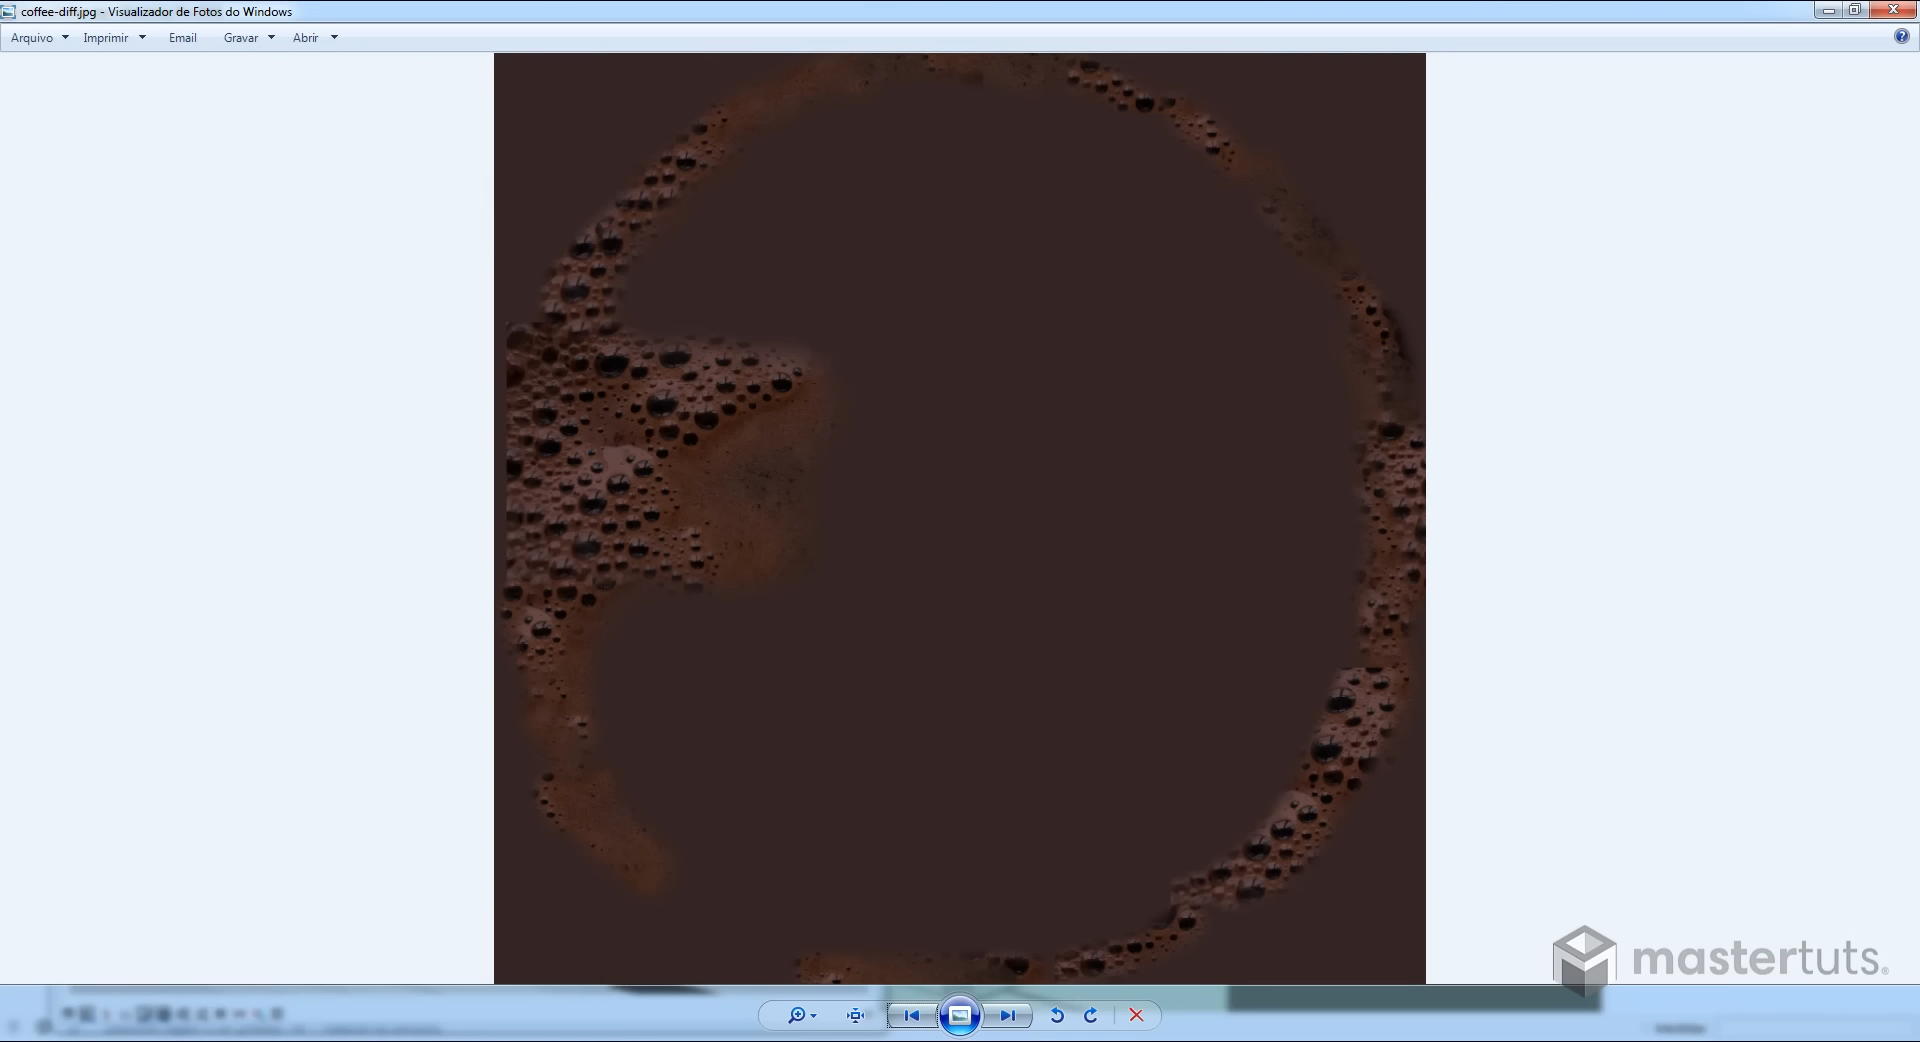 coffee-diff.jpg - Visualizador de Fotos do Windows
Arquivo Imprimir Email Gravar Abrir
mastertuts®